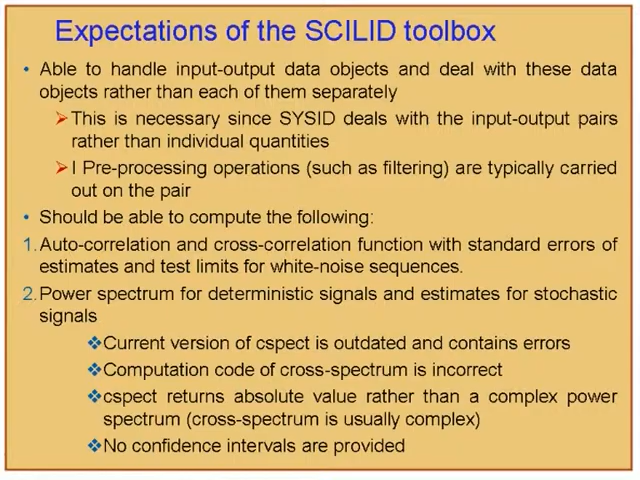 Expectations of the SCILID toolbox
• Able to handle input-output data objects and deal with these data
objects rather than each of them separately
➢This is necessary since SYSID deals with the input-output pairs
rather than individual quantities
➢I Pre-processing operations (such as filtering) are typically carried
out on the pair
• Should be able to compute the following:
1. Auto-correlation and cross-correlation function with standard errors of
estimates and test limits for white-noise sequences.
2. Power spectrum for deterministic signals and estimates for stochastic
signals
❖Current version of cspect is outdated and contains errors
❖Computation code of cross-spectrum is incorrect
❖cspect returns absolute value rather than a complex power
spectrum (cross-spectrum is usually complex)
❖No confidence intervals are provided